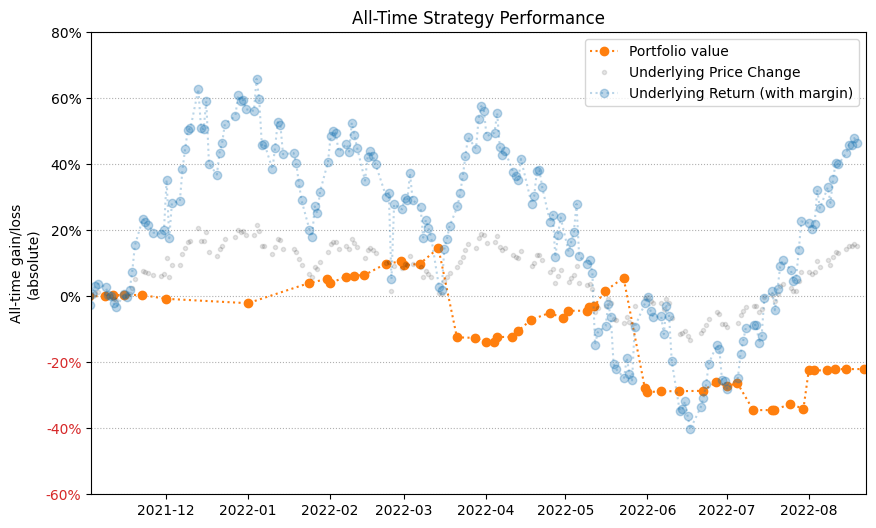 All-Time Strategy Performance
Portfolio value
Underlying Price Change
Underlying Return (with margin)
All-time gain/loss
(absolute)
80%
60%
40%
20%
0%
-20%
-40%
-60%
2021-12
2022-01
2022-02
2022-03
2022-04
2022-05
2022-06
2022-07
2022-08